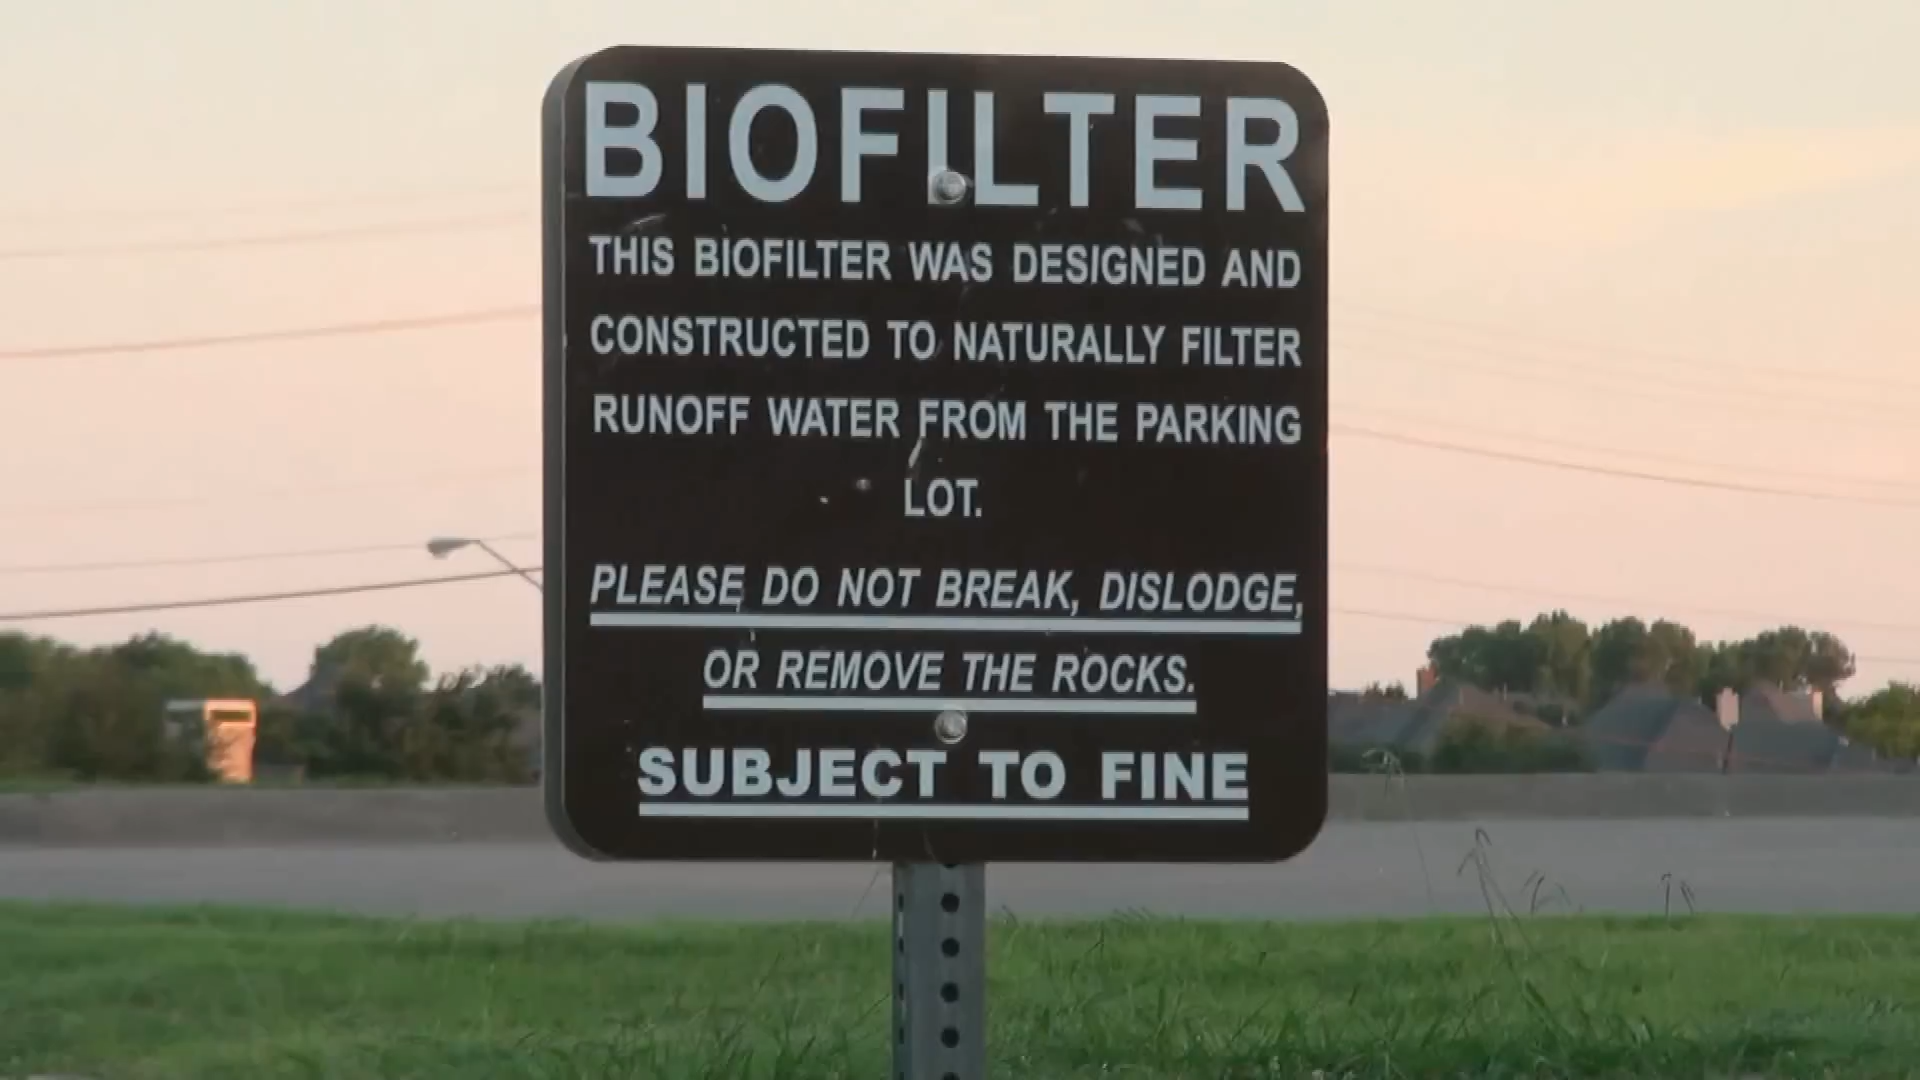 BIOFILTER
THIS BIOFILTER WAS DESIGNED AND
CONSTRUCTED TO NATURALLY FILTER
RUNOFF WATER FROM THE PARKING
LOT.
PLEASE DO NOT BREAK, DISLODGE,
OR REMOVE THE ROCKS.
SUBJECT TO FINE